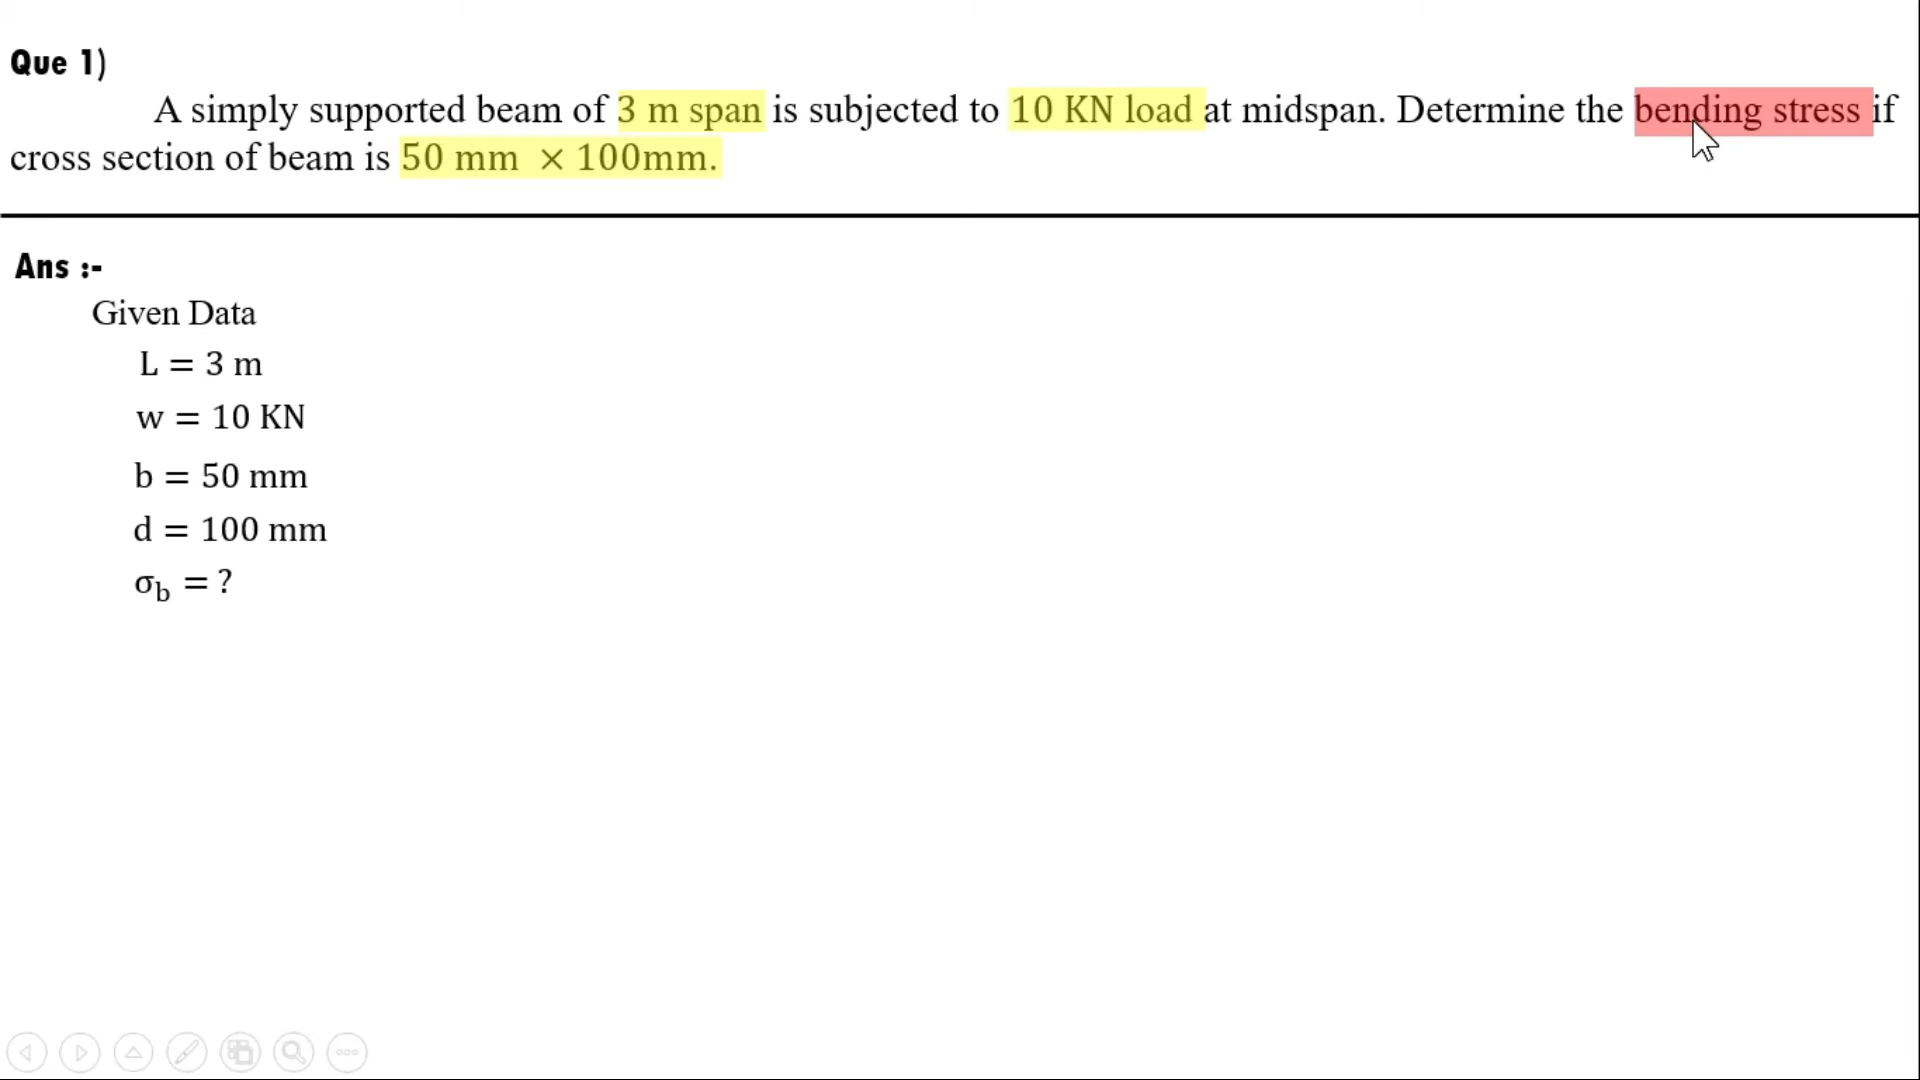 Que 1)
A simply supported beam of 3 m span is subjected to 10 KN load at midspan. Determine the bending stress if
cross section of beam is 50 mm × 100mm.
Ans :-
Given Data
L = 3 m
w = 10 KN
b = 50 mm
d = 100 mm
σb = ?